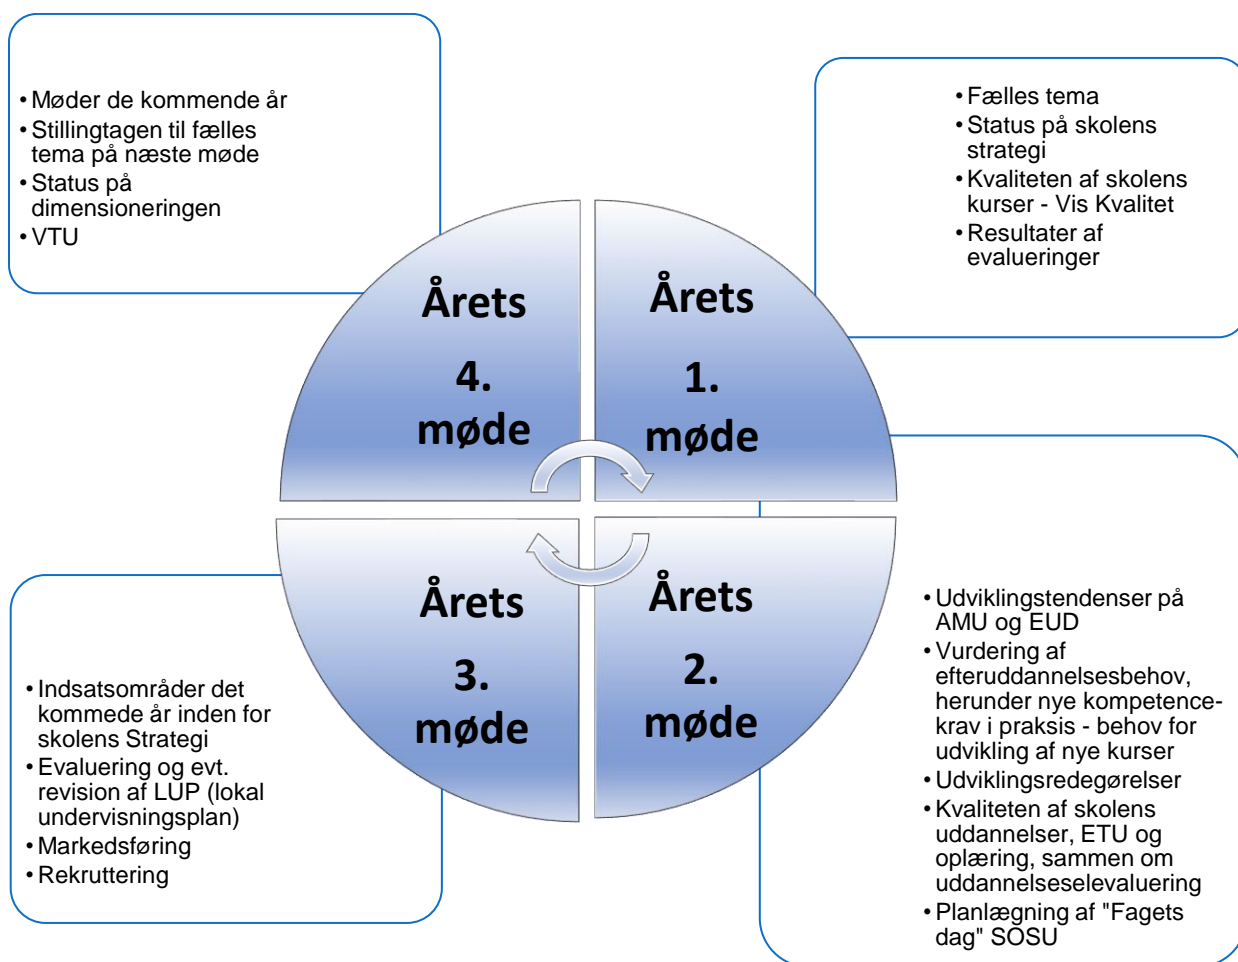 • Møder de kommende år
• Stillingtagen til fælles
tema på næste møde
• Status på
dimensioneringen
• VTU
• Fælles tema
• Status på skolens
strategi
• Kvaliteten af skolens
kurser - Vis Kvalitet
• Resultater af
evalueringer
Årets
4.
møde
Årets
1.
møde
Årets
3.
møde
Årets
2.
møde
• Indsatsområder det
kommede år inden for
skolens Strategi
• Evaluering og evt.
revision af LUP (lokal
undervisningsplan)
• Markedsføring
• Rekruttering
• Udviklingstendenser på
AMU og EUD
• Vurdering af
efteruddannelsesbehov,
herunder nye kompetence-
krav i praksis - behov for
udvikling af nye kurser
• Udviklingsredegørelser
• Kvaliteten af skolens
uddannelser, ETU og
oplæring, sammen om
uddannelseselevaluering
• Planlægning af "Fagets
dag" SOSU